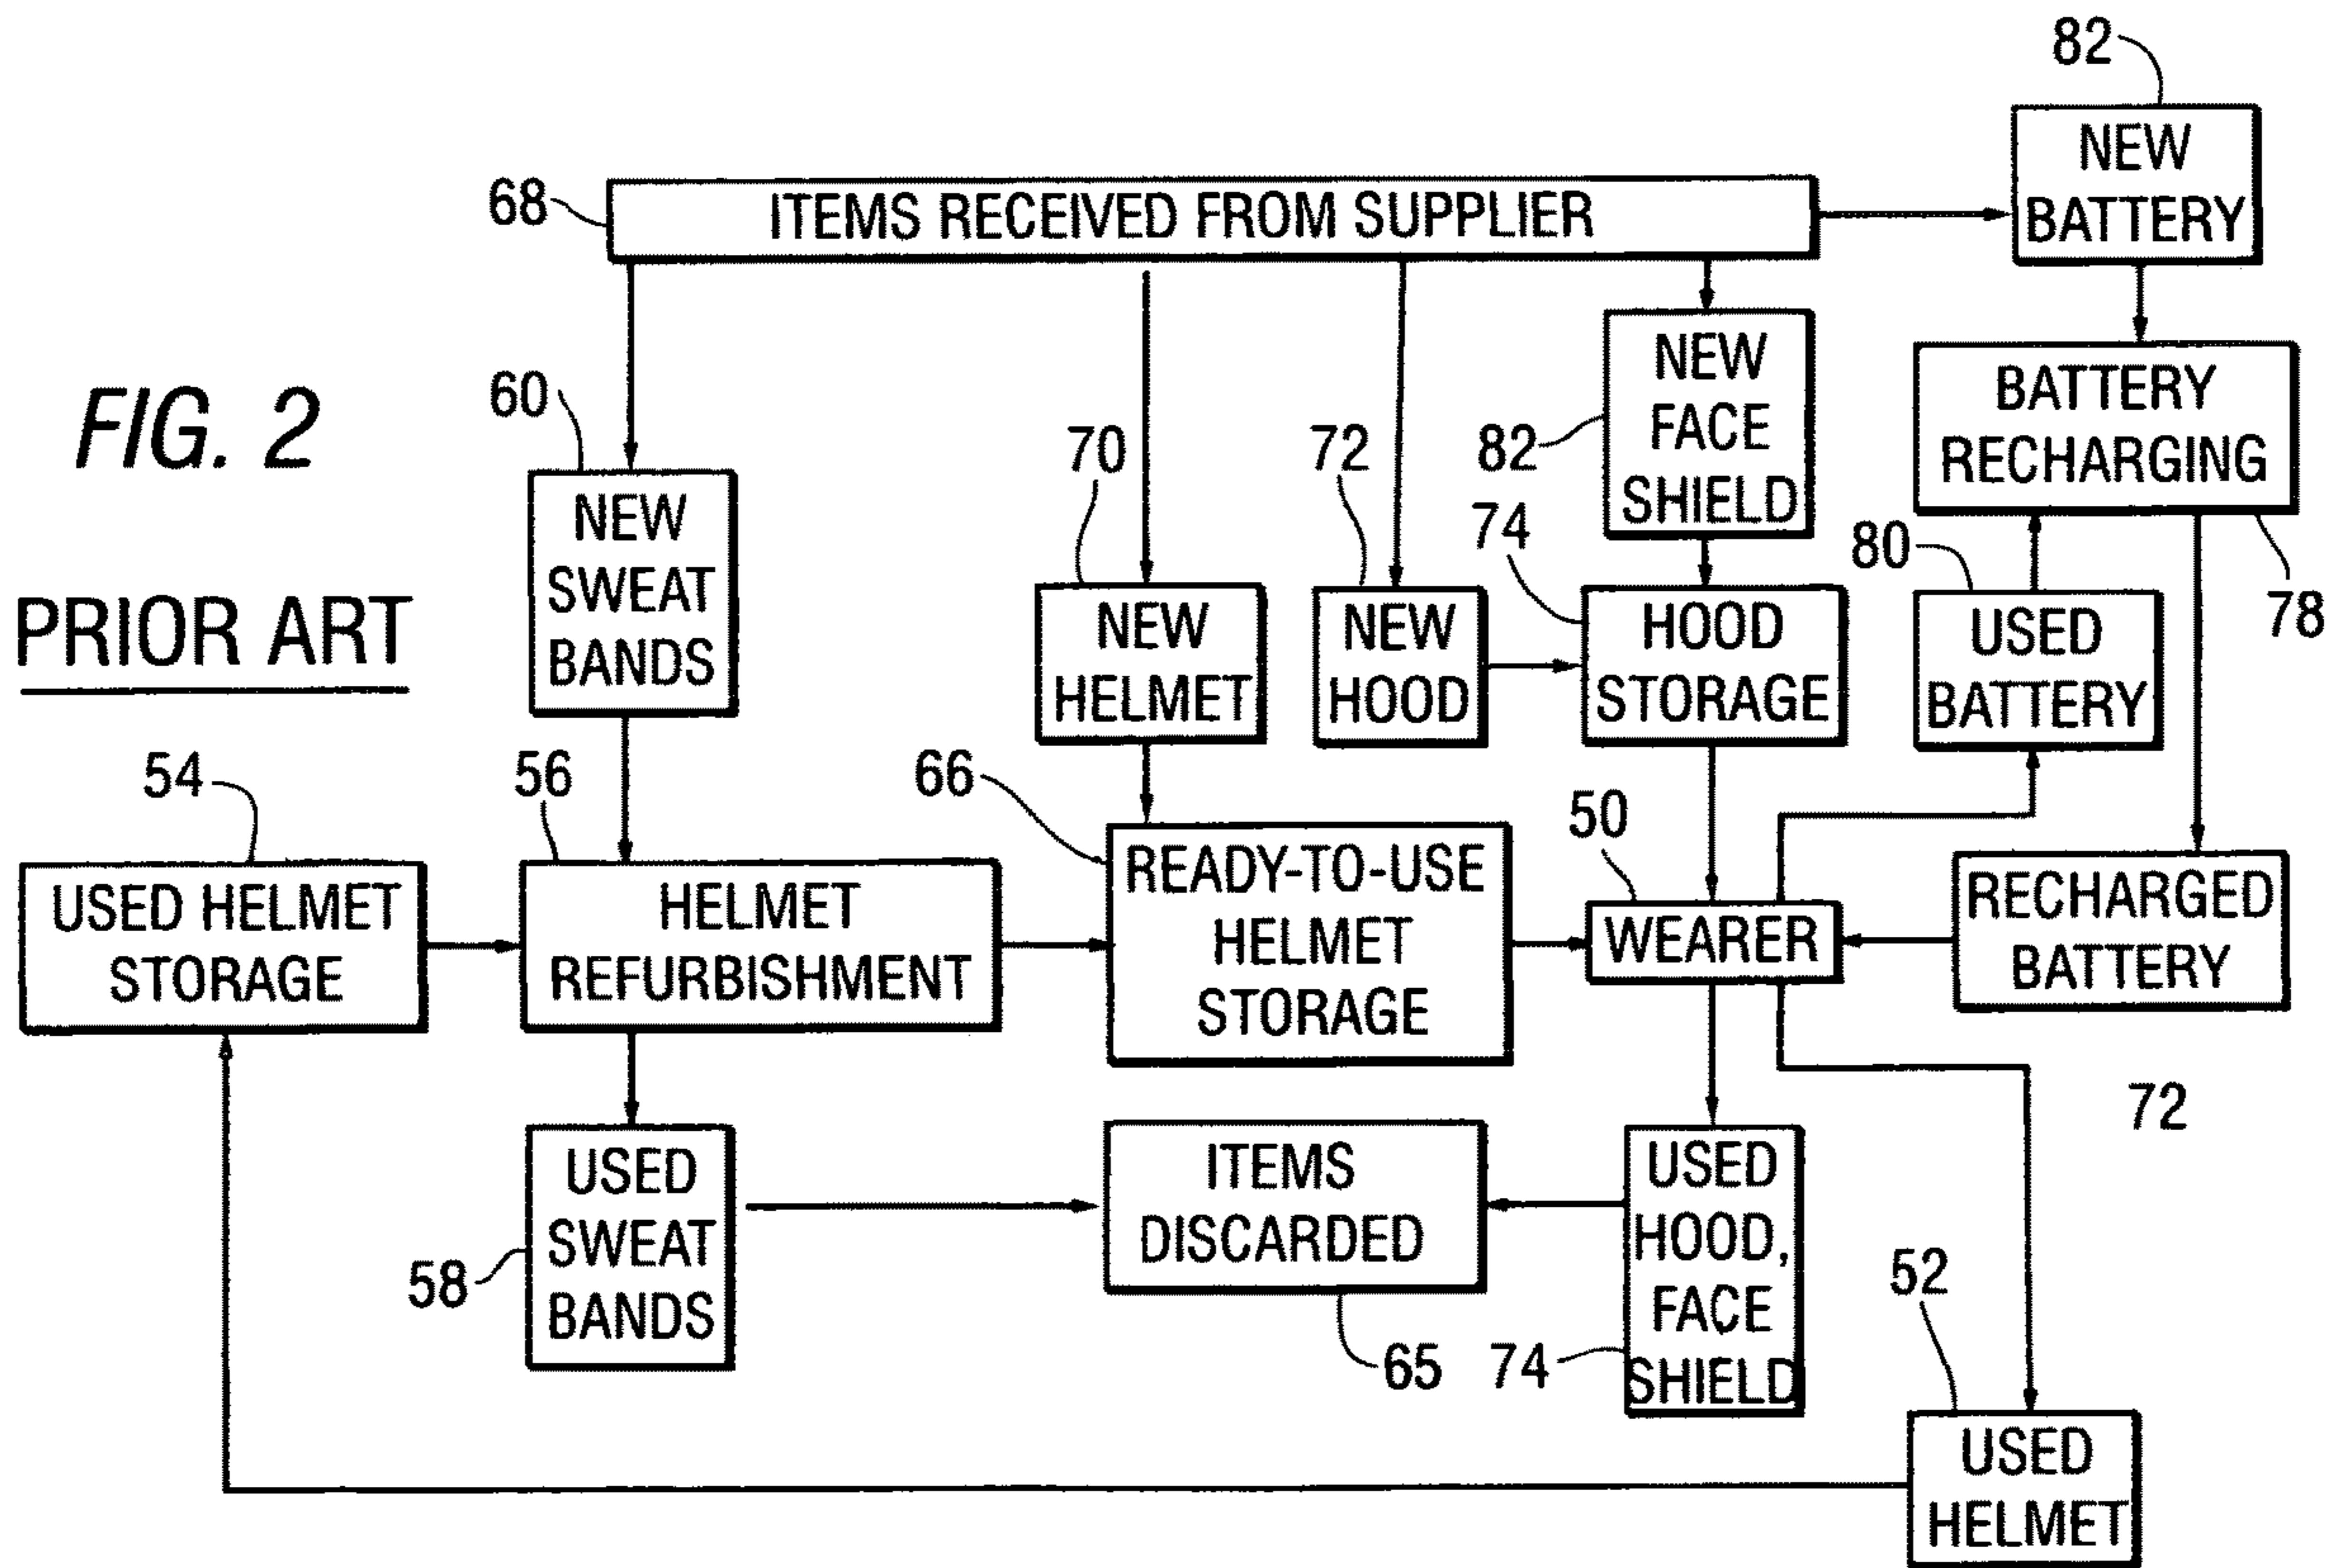 82
NEW
BATTERY
68
ITEMS RECEIVED FROM SUPPLIER
FIG. 2
PRIOR ART
60
NEW
SWEAT
BANDS
70
NEW
HELMET
72
NEW
HOOD
82
NEW
FACE
SHIELD
74
HOOD
STORAGE
BATTERY
RECHARGING
78
80
USED
BATTERY
54
USED HELMET
STORAGE
56
HELMET
REFURBISHMENT
66
READY-TO-USE
HELMET
STORAGE
50
WEARER
RECHARGED
BATTERY
72
58
USED
SWEAT
BANDS
ITEMS
DISCARDED
65
74
USED
HOOD,
FACE
SHIELD
52
USED
HELMET